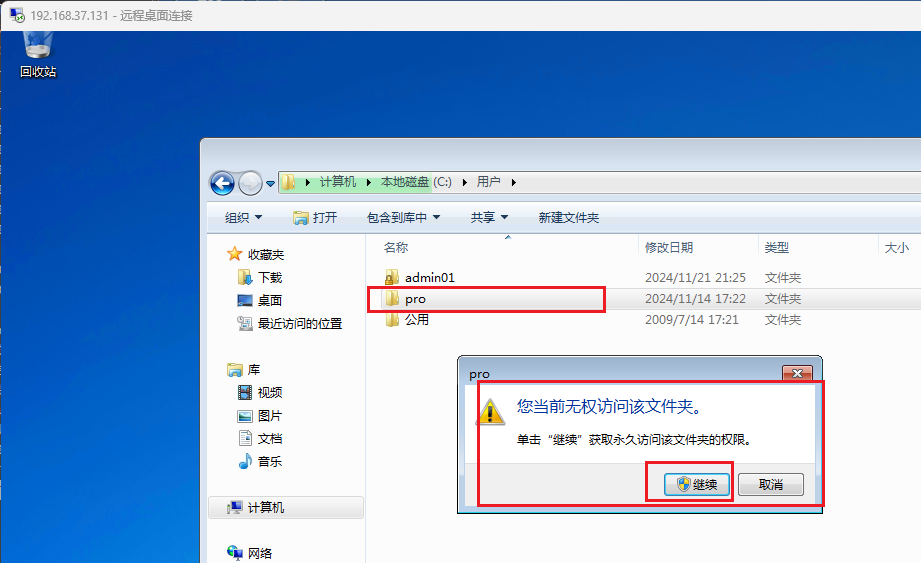 192.168.37.131 - 远程桌面连接
回收站
计算机 本地磁盘 (C:) 用户
组织 打开 包含到库中 共享 新建文件夹
名称 修改日期 类型 大小
收藏夹
下载
桌面
最近访问的位置
库
视频
图片
文档
音乐
计算机
网络
admin01 2024/11/21 21:25 文件夹
pro 2024/11/14 17:22 文件夹
公用 2009/7/14 17:21 文件夹
pro
您当前无权访问该文件夹。
单击“继续”获取永久访问该文件夹的权限。
继续 取消